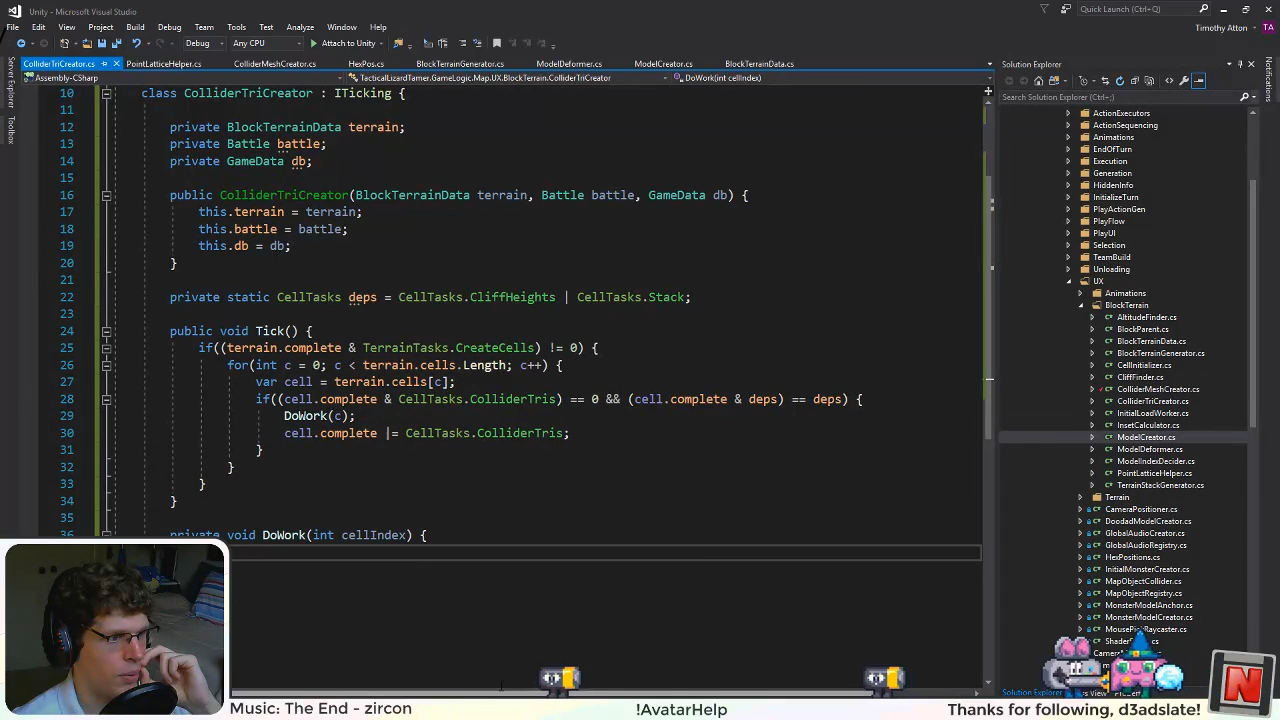 Unity - Microsoft Visual Studio
Quick Launch (Ctrl+;)
File Edit View Project Build Debug Team Tools Test Analyze Window Help
Timothy Atton TA
Debug Any CPU Attach to Unity
ColliderTriCreator.cs PointLatticeHelper.cs ColliderMeshCreator.cs HexPos.cs BlockTerrainGenerator.cs ModelDeformer.cs ModelCreator.cs BlockTerrainData.cs
Assembly-CSharp TacticalLizardTamer.GameLogic.Map.UX.BlockTerrain.ColliderTriCreator DoWork(int cellIndex)
Server Explorer
Toolbox
10 class ColliderTriCreator : ITicking {
11
12 private BlockTerrainData terrain;
13 private Battle battle;
14 private GameData db;
15
16 public ColliderTriCreator(BlockTerrainData terrain, Battle battle, GameData db) {
17 this.terrain = terrain;
18 this.battle = battle;
19 this.db = db;
20 }
21
22 private static CellTasks deps = CellTasks.CliffHeights | CellTasks.Stack;
23
24 public void Tick() {
25 if((terrain.complete & TerrainTasks.CreateCells) != 0) {
26 for(int c = 0; c < terrain.cells.Length; c++) {
27 var cell = terrain.cells[c];
28 if((cell.complete & CellTasks.ColliderTris) == 0 && (cell.complete & deps) == deps) {
29 DoWork(c);
30 cell.complete |= CellTasks.ColliderTris;
31 }
32 }
33 }
34 }
35
36 private void DoWork(int cellIndex) {
Solution Explorer
Search Solution Explorer (Ctrl+;)
ActionExecutors
ActionSequencing
Animations
EndOfTurn
Execution
Generation
HiddenInfo
InitializeTurn
PlayActionGen
PlayFlow
PlayUI
Selection
TeamBuild
Unloading
UX
Animations
BlockTerrain
AltitudeFinder.cs
BlockParent.cs
BlockTerrainData.cs
BlockTerrainGenerator.cs
CellInitializer.cs
CliffFinder.cs
ColliderMeshCreator.cs
ColliderTriCreator.cs
InitialLoadWorker.cs
InsetCalculator.cs
ModelCreator.cs
ModelDeformer.cs
ModelIndexDecider.cs
PointLatticeHelper.cs
TerrainStackGenerator.cs
Terrain
CameraPositioner.cs
DoodadModelCreator.cs
GlobalAudioCreator.cs
GlobalAudioRegistry.cs
HexPositions.cs
InitialMonsterCreator.cs
MapObjectCollider.cs
MapObjectRegistry.cs
MonsterModelAnchor.cs
MonsterModelCreator.cs
MousePickRaycaster.cs
Solution Explorer
Notifications
Music: The End - zircon
!AvatarHelp
Thanks for following, d3adslate!
N